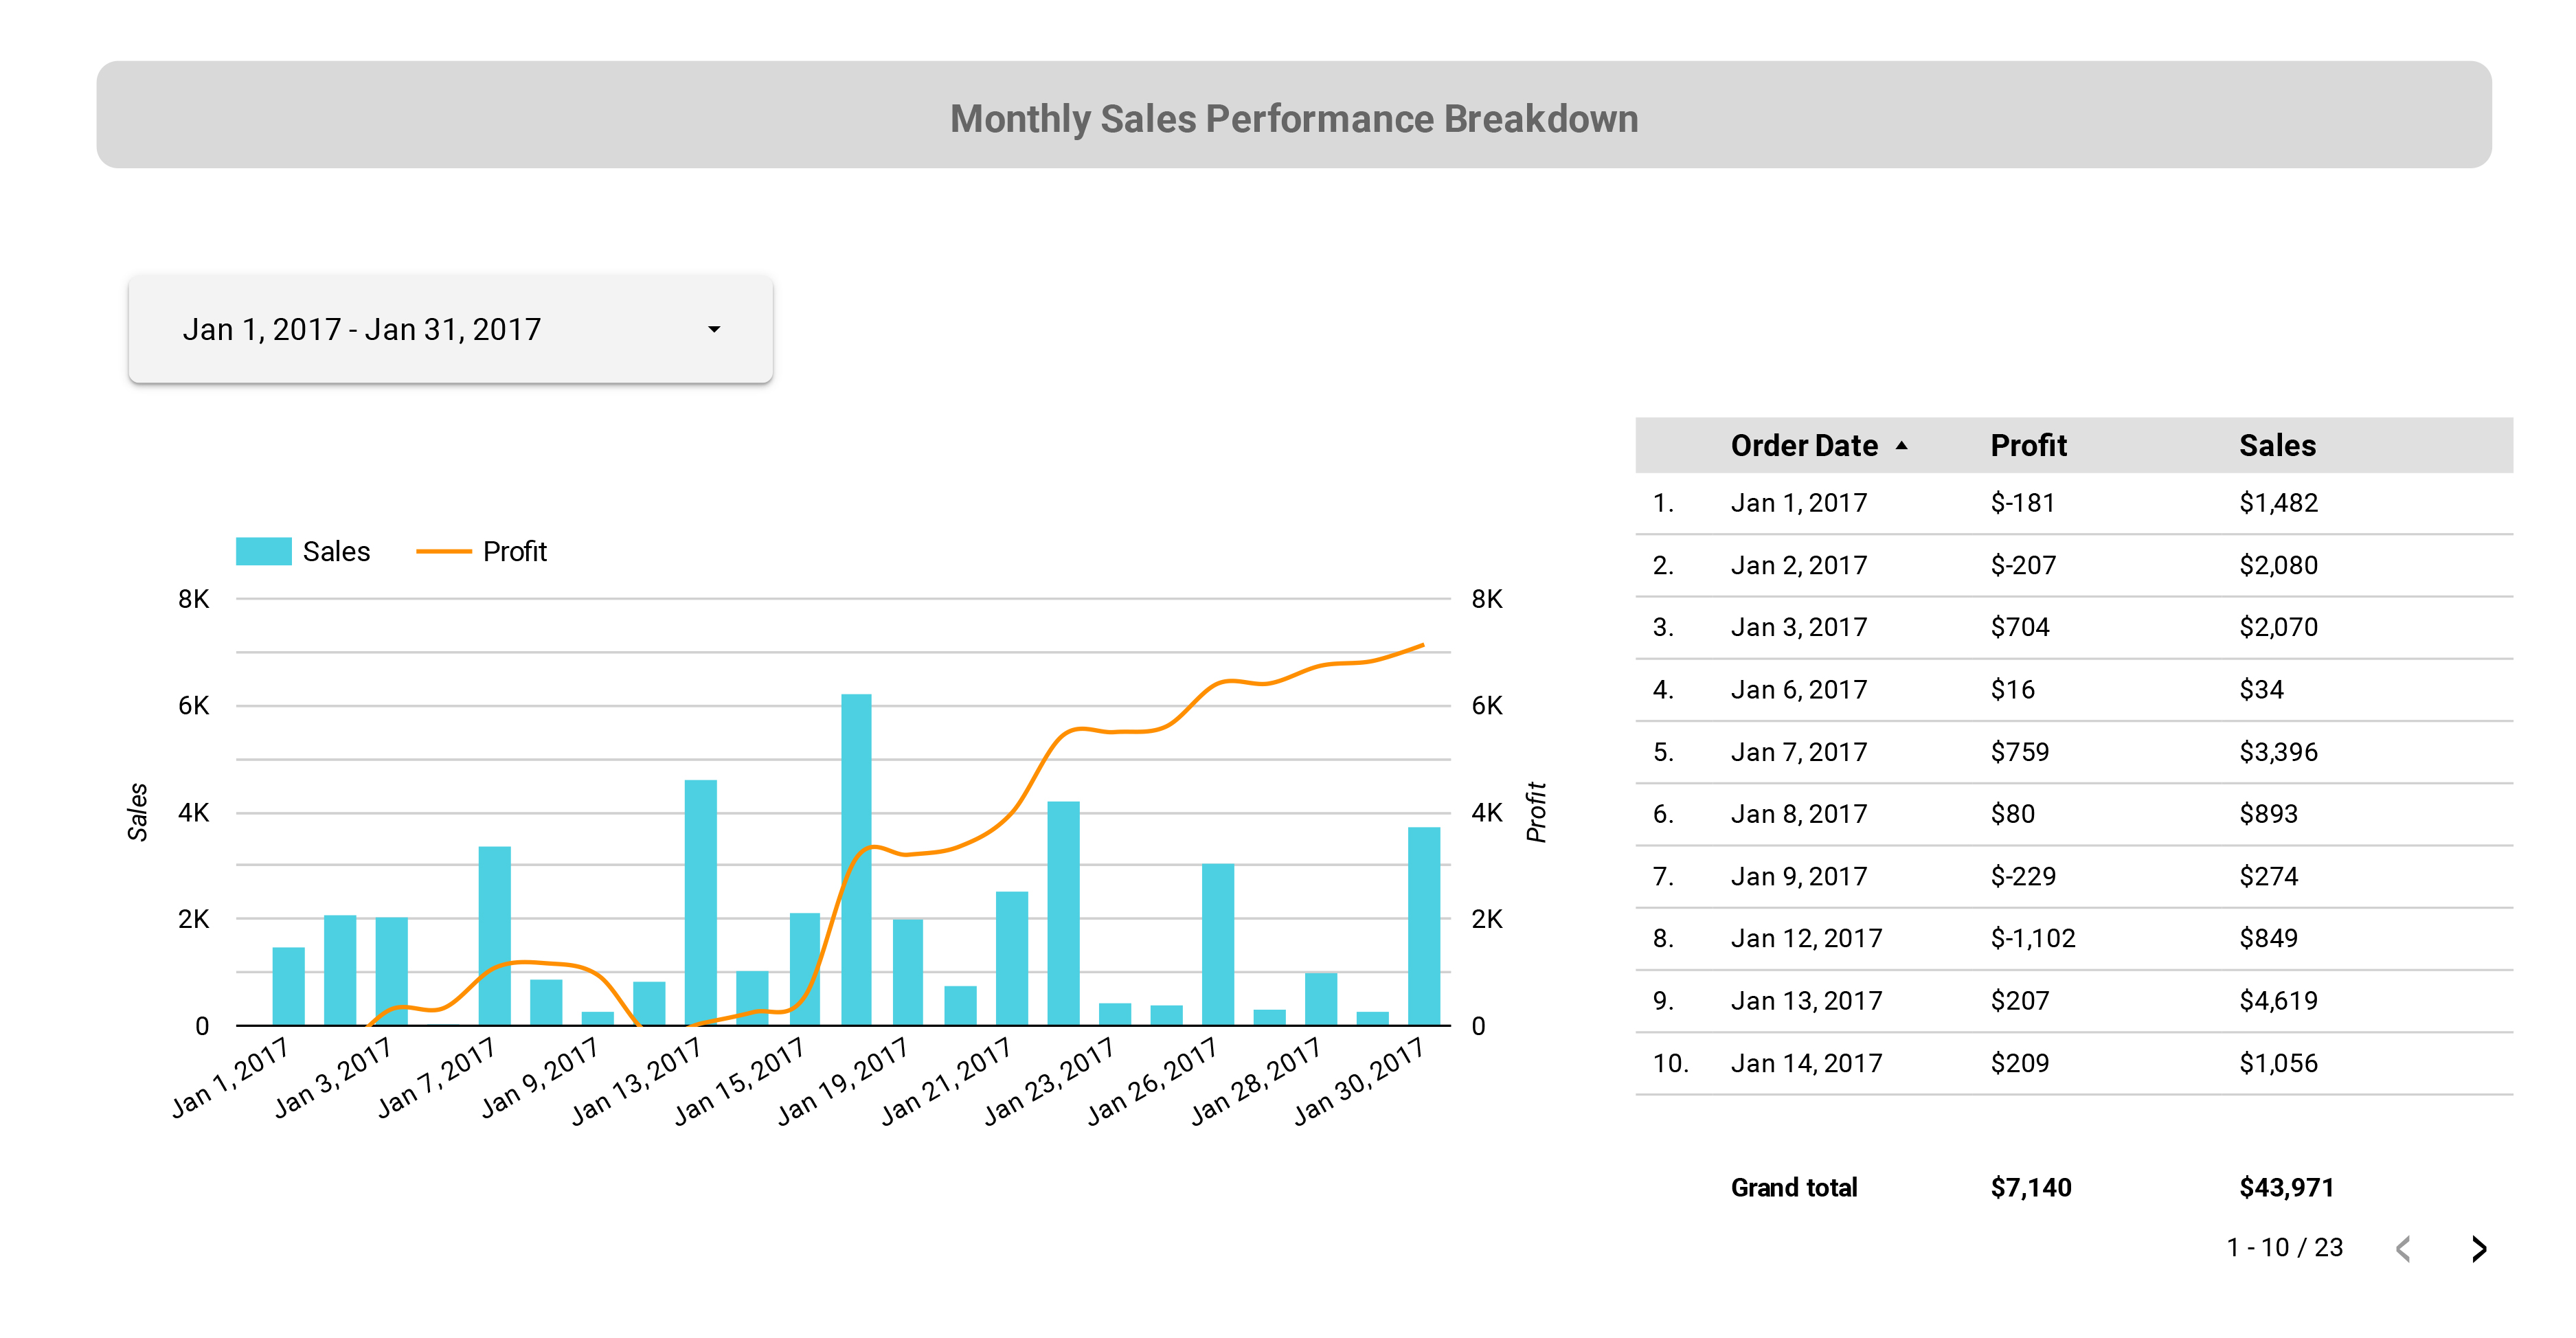 Monthly Sales Performance Breakdown
Jan 1, 2017 - Jan 31, 2017
Sales Profit
8K
6K
4K
2K
0
Sales
8K
6K
4K
2K
0
Profit
Jan 1, 2017
Jan 3, 2017
Jan 7, 2017
Jan 9, 2017
Jan 13, 2017
Jan 15, 2017
Jan 19, 2017
Jan 21, 2017
Jan 23, 2017
Jan 26, 2017
Jan 28, 2017
Jan 30, 2017
Order Date Profit Sales
1. Jan 1, 2017 $-181 $1,482
2. Jan 2, 2017 $-207 $2,080
3. Jan 3, 2017 $704 $2,070
4. Jan 6, 2017 $16 $34
5. Jan 7, 2017 $759 $3,396
6. Jan 8, 2017 $80 $893
7. Jan 9, 2017 $-229 $274
8. Jan 12, 2017 $-1,102 $849
9. Jan 13, 2017 $207 $4,619
10. Jan 14, 2017 $209 $1,056
Grand total $7,140 $43,971
1 - 10 / 23